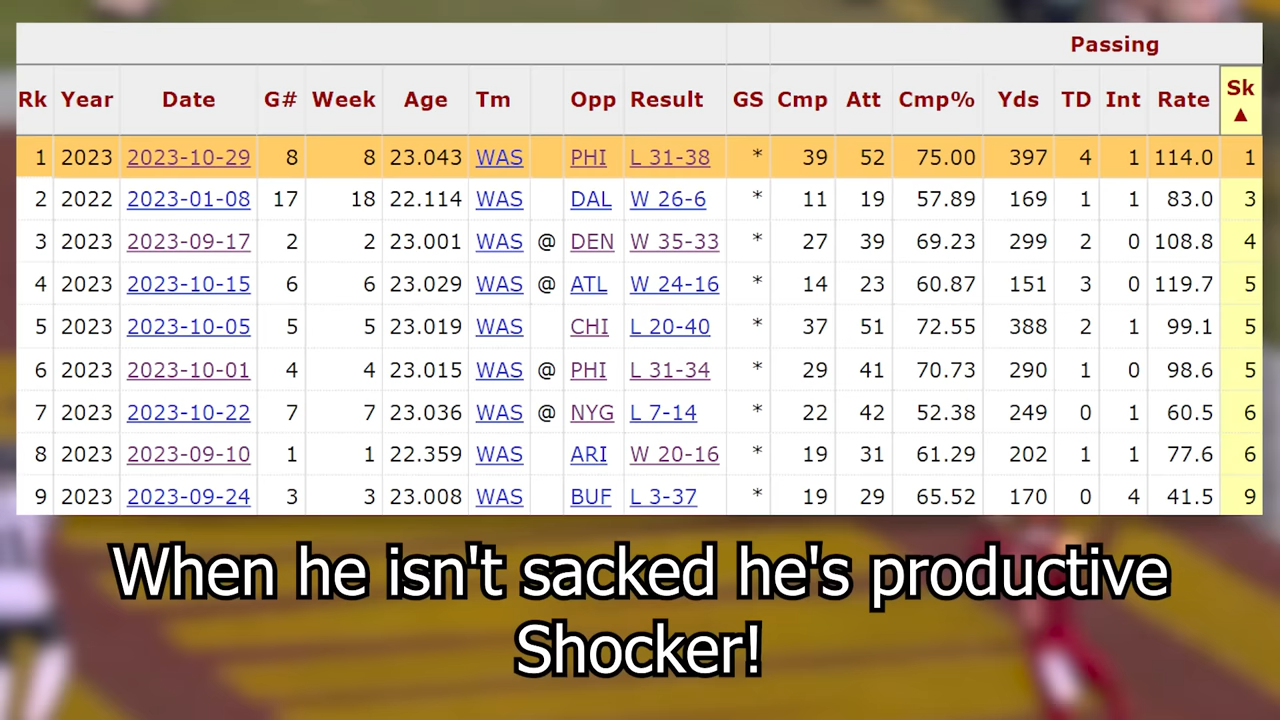 Passing
Rk Year Date G# Week Age Tm Opp Result GS Cmp Att Cmp% Yds TD Int Rate Sk ▲
1 2023 2023-10-29 8 8 23.043 WAS PHI L 31-38 * 39 52 75.00 397 4 1 114.0 1
2 2022 2023-01-08 17 18 22.114 WAS DAL W 26-6 * 11 19 57.89 169 1 1 83.0 3
3 2023 2023-09-17 2 2 23.001 WAS @ DEN W 35-33 * 27 39 69.23 299 2 0 108.8 4
4 2023 2023-10-15 6 6 23.029 WAS @ ATL W 24-16 * 14 23 60.87 151 3 0 119.7 5
5 2023 2023-10-05 5 5 23.019 WAS CHI L 20-40 * 37 51 72.55 388 2 1 99.1 5
6 2023 2023-10-01 4 4 23.015 WAS @ PHI L 31-34 * 29 41 70.73 290 1 0 98.6 5
7 2023 2023-10-22 7 7 23.036 WAS @ NYG L 7-14 * 22 42 52.38 249 0 1 60.5 6
8 2023 2023-09-10 1 1 22.359 WAS ARI W 20-16 * 19 31 61.29 202 1 1 77.6 6
9 2023 2023-09-24 3 3 23.008 WAS BUF L 3-37 * 19 29 65.52 170 0 4 41.5 9
When he isn't sacked he's productive
Shocker!